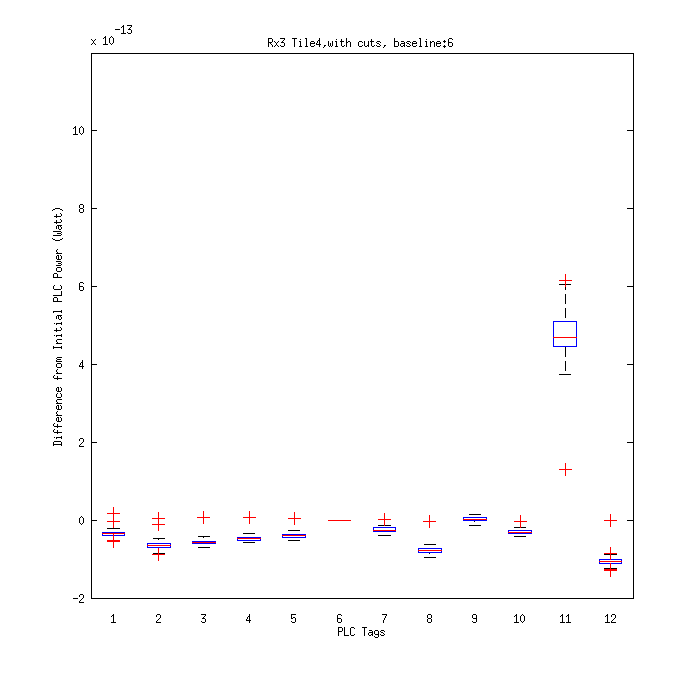 Rx3 Tile4,with cuts, baseline:6
x 10-13
10
8
6
4
2
0
-2
Difference from Initial PLC Power (Watt)
1 2 3 4 5 6 7 8 9 10 11 12
PLC Tags